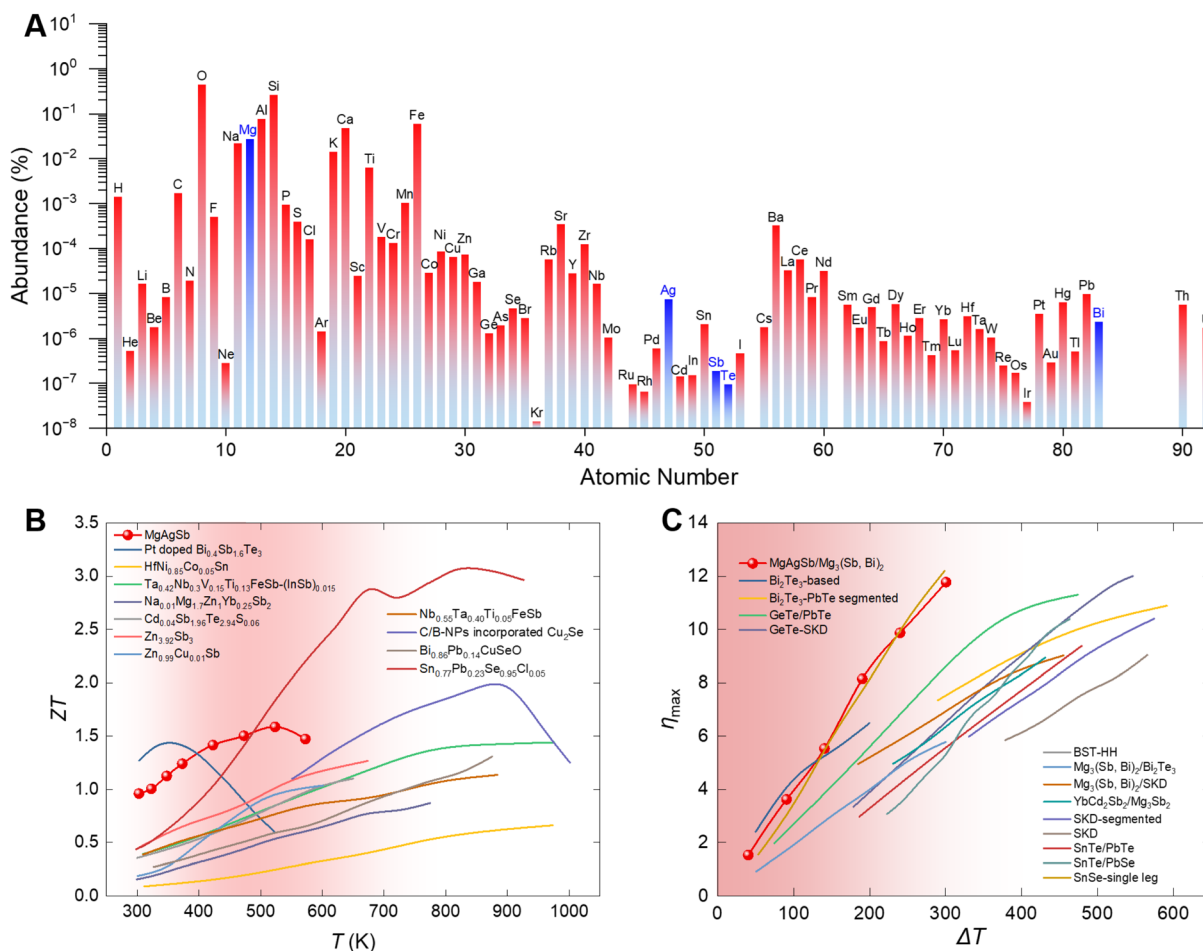 A
10¹
10⁰
10⁻¹
10⁻²
10⁻³
10⁻⁴
10⁻⁵
10⁻⁶
10⁻⁷
10⁻⁸
Abundance (%)
H He Li Be B C N O F Ne Na Mg Al Si P S Cl Ar K Ca Sc Ti V Cr Mn Fe Co Ni Cu Zn Ga Ge As Se Br Kr Rb Sr Y Zr Nb Mo Ru Rh Pd Ag Cd In Sn Sb Te I Cs Ba La Ce Pr Nd Sm Eu Gd Tb Dy Ho Er Tm Yb Lu Hf Ta W Re Os Ir Pt Au Hg Tl Pb Bi Th
0 10 20 30 40 50 60 70 80 90
Atomic Number
B
ZT
3.5
3.0
2.5
2.0
1.5
1.0
0.5
0.0
MgAgSb
Pt doped Bi₀.₄Sb₁.₆Te₃
HfNi₀.₈₅Co₀.₀₅Sn
Ta₀.₄₂Nb₀.₃V₀.₁₅Ti₀.₁₃FeSb-(InSb)₀.₀₁₅
Na₀.₀₁Mg₁.₇Zn₁Yb₀.₂₅Sb₂
Cd₀.₀₄Sb₁.₉₆Te₂.₉₄S₀.₀₆
Zn₃.₉₂Sb₃
Zn₀.₉₉Cu₀.₀₁Sb
Nb₀.₅₅Ta₀.₄₀Ti₀.₀₅FeSb
C/B-NPs incorporated Cu₂Se
Bi₀.₈₆Pb₀.₁₄CuSeO
Sn₀.₇₇Pb₀.₂₃Se₀.₉₅Cl₀.₀₅
300 400 500 600 700 800 900 1000
T (K)
C
ηmax
14
12
10
8
6
4
2
0
MgAgSb/Mg₃(Sb, Bi)₂
Bi₂Te₃-based
Bi₂Te₃-PbTe segmented
GeTe/PbTe
GeTe-SKD
BST-HH
Mg₃(Sb, Bi)₂/Bi₂Te₃
Mg₃(Sb, Bi)₂/SKD
YbCd₂Sb₂/Mg₃Sb₂
SKD-segmented
SKD
SnTe/PbTe
SnTe/PbSe
SnSe-single leg
0 100 200 300 400 500 600
ΔT